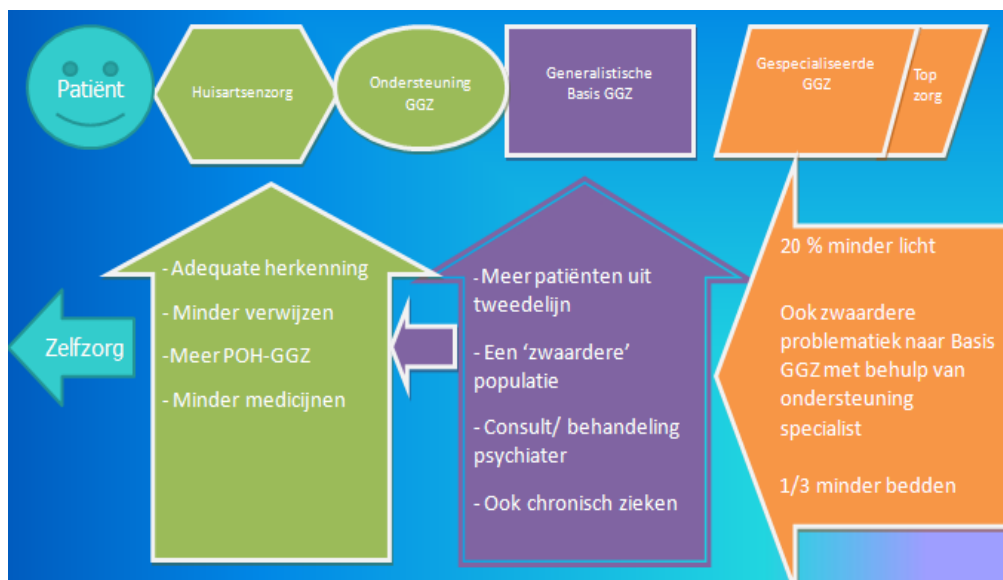 Patiënt
Huisartsenzorg
Ondersteuning
GGZ
Generalistische
Basis GGZ
Gespecialiseerde
GGZ
Top
zorg
Zelfzorg
- Adequate herkenning
- Minder verwijzen
- Meer POH-GGZ
- Minder medicijnen
- Meer patiënten uit
tweedelijn
- Een ‘zwaardere’
populatie
- Consult/ behandeling
psychiater
- Ook chronisch zieken
20 % minder licht
Ook zwaardere
problematiek naar Basis
GGZ met behulp van
ondersteuning
specialist
1/3 minder bedden